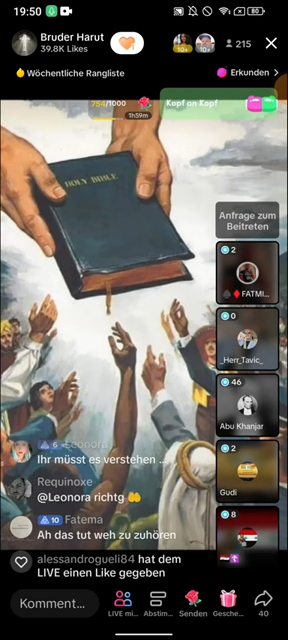 19:50
80
Bruder Harut
39.8K Likes
10+
10+
215
Wöchentliche Rangliste
Erkunden
754/1000
1h59m
Kopf an Kopf
HOLY BIBLE
Anfrage zum
Beitreten
2
FATMI...
0
_Herr_Tavic_
46
Abu Khanjar
2
Gudi
8
6 Leonora
Ihr müsst es verstehen ..
Requinoxe
@Leonora richtg 🤲
10 Fatema
Ah das tut weh zu zuhören
alessandrogueli84 hat dem
LIVE einen Like gegeben
Komment...
LIVE mi...
Abstim...
Senden
Gesche...
40